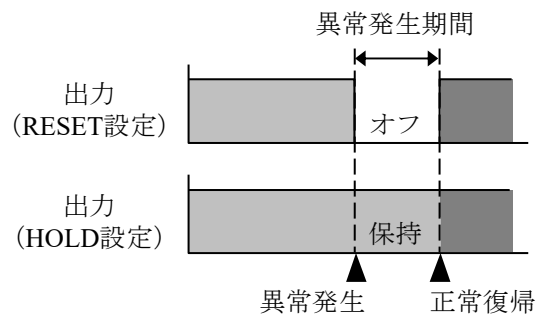 異常発生期間
出力
（RESET設定）
オフ
出力
（HOLD設定）
保持
異常発生
正常復帰